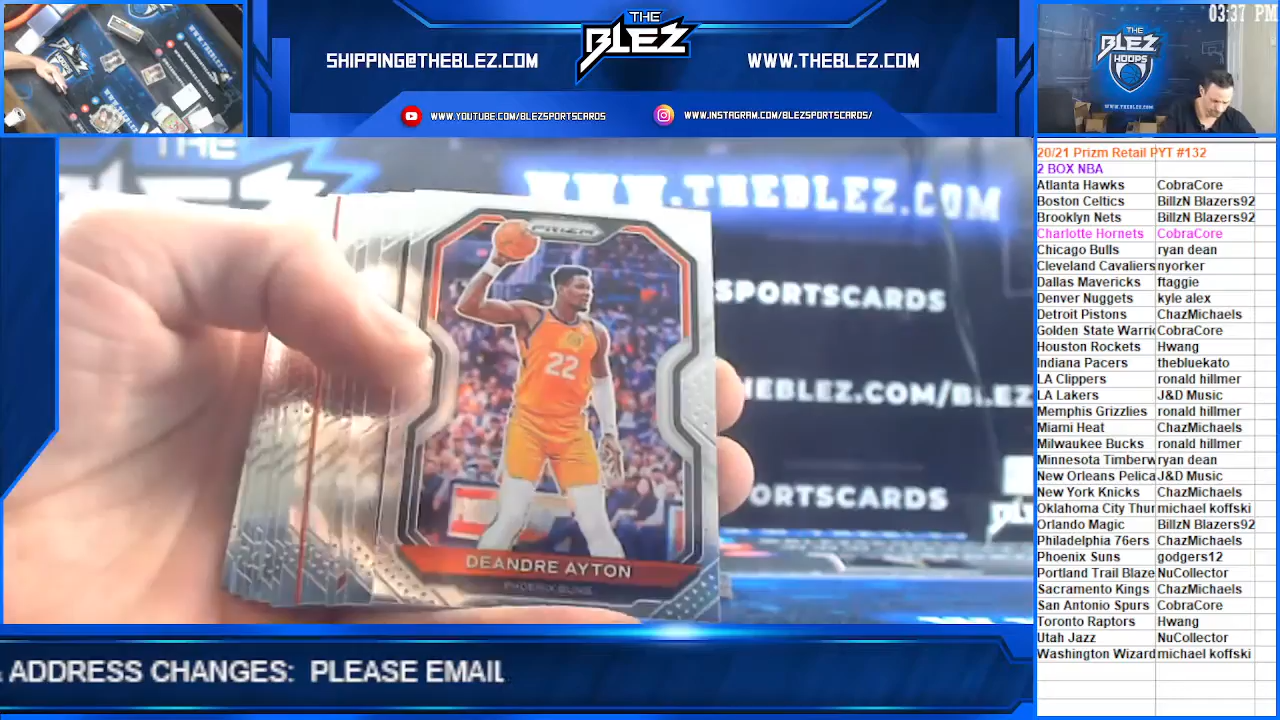 THE
BLEZ
SHIPPING@THEBLEZ.COM
WWW.THEBLEZ.COM
WWW.YOUTUBE.COM/BLEZSPORTSCARDS
WWW.INSTAGRAM.COM/BLEZSPORTSCARDS/
03:37 PM
THE
BLEZ
HOOPS
WWW.THEBLEZ.COM
THE
WWW.THEBLEZ.COM
SPORTSCARDS
HEBLEZ.COM/BLEZ
ORTSCARDS
PRIZM
22
DEANDRE AYTON
PHOENIX SUNS
ADDRESS CHANGES: PLEASE EMAIL
20/21 Prizm Retail PYT #132
2 BOX NBA
Atlanta Hawks CobraCore
Boston Celtics BillzN Blazers92
Brooklyn Nets BillzN Blazers92
Charlotte Hornets CobraCore
Chicago Bulls ryan dean
Cleveland Cavaliers nyorker
Dallas Mavericks ftaggie
Denver Nuggets kyle alex
Detroit Pistons ChazMichaels
Golden State Warric CobraCore
Houston Rockets Hwang
Indiana Pacers thebluekato
LA Clippers ronald hillmer
LA Lakers J&D Music
Memphis Grizzlies ronald hillmer
Miami Heat ChazMichaels
Milwaukee Bucks ronald hillmer
Minnesota Timberw ryan dean
New Orleans Pelica J&D Music
New York Knicks ChazMichaels
Oklahoma City Thur michael koffski
Orlando Magic BillzN Blazers92
Philadelphia 76ers ChazMichaels
Phoenix Suns godgers12
Portland Trail Blaze NuCollector
Sacramento Kings ChazMichaels
San Antonio Spurs CobraCore
Toronto Raptors Hwang
Utah Jazz NuCollector
Washington Wizard michael koffski